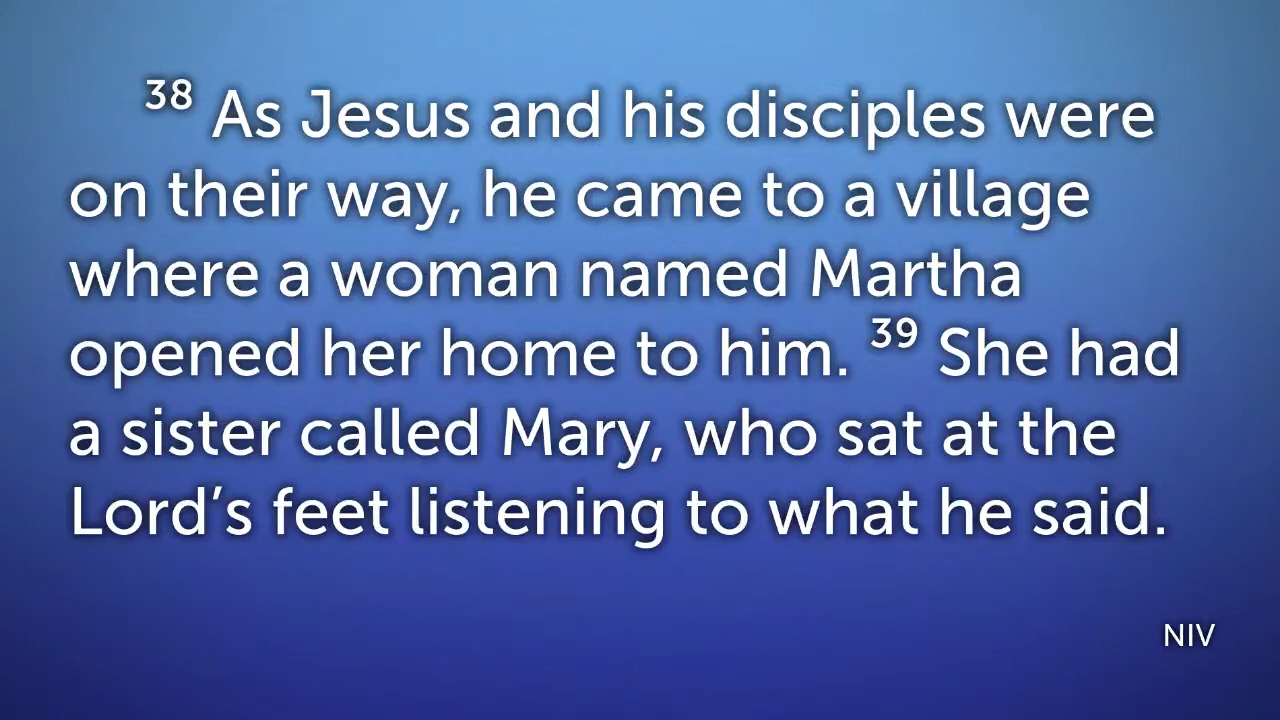 38 As Jesus and his disciples were
on their way, he came to a village
where a woman named Martha
opened her home to him. 39 She had
a sister called Mary, who sat at the
Lord’s feet listening to what he said.
NIV